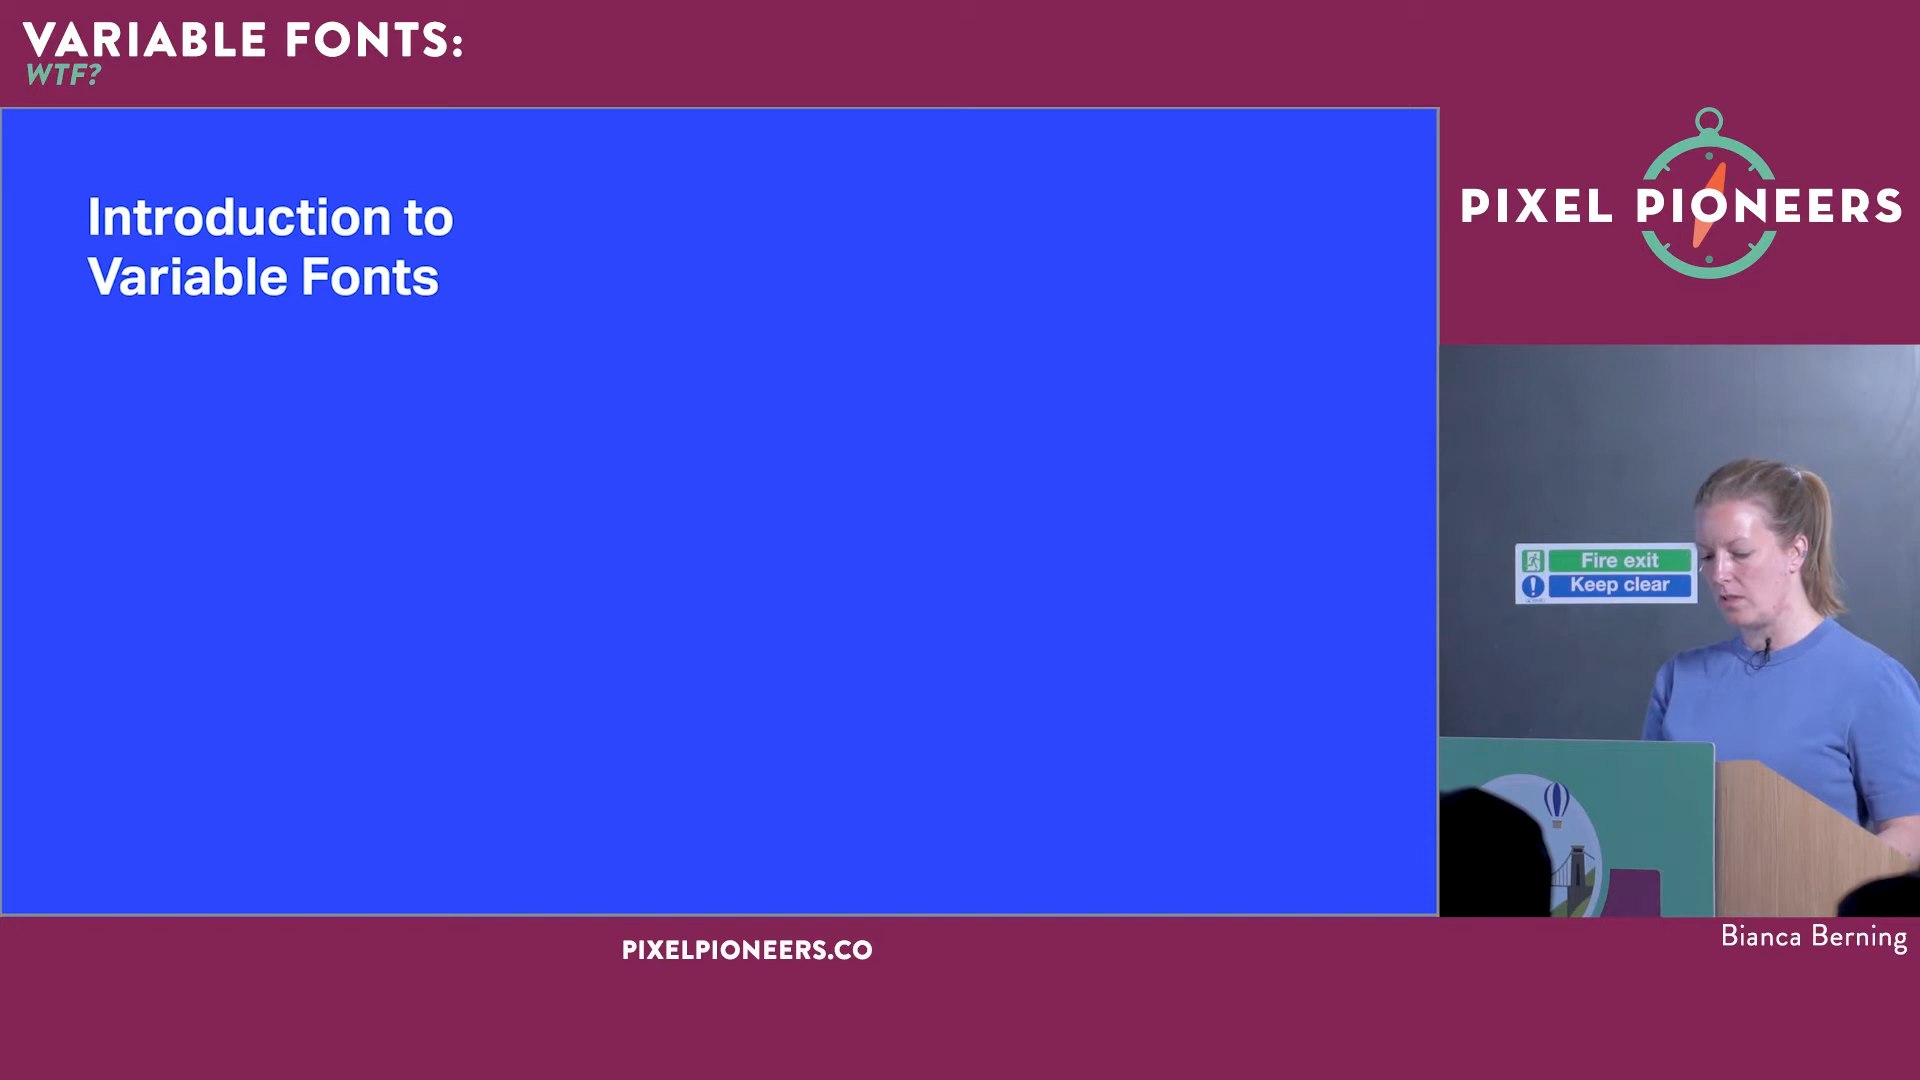 VARIABLE FONTS:
WTF?
Introduction to
Variable Fonts
PIXEL PIONEERS
Fire exit
Keep clear
Bianca Berning
PIXELPIONEERS.CO